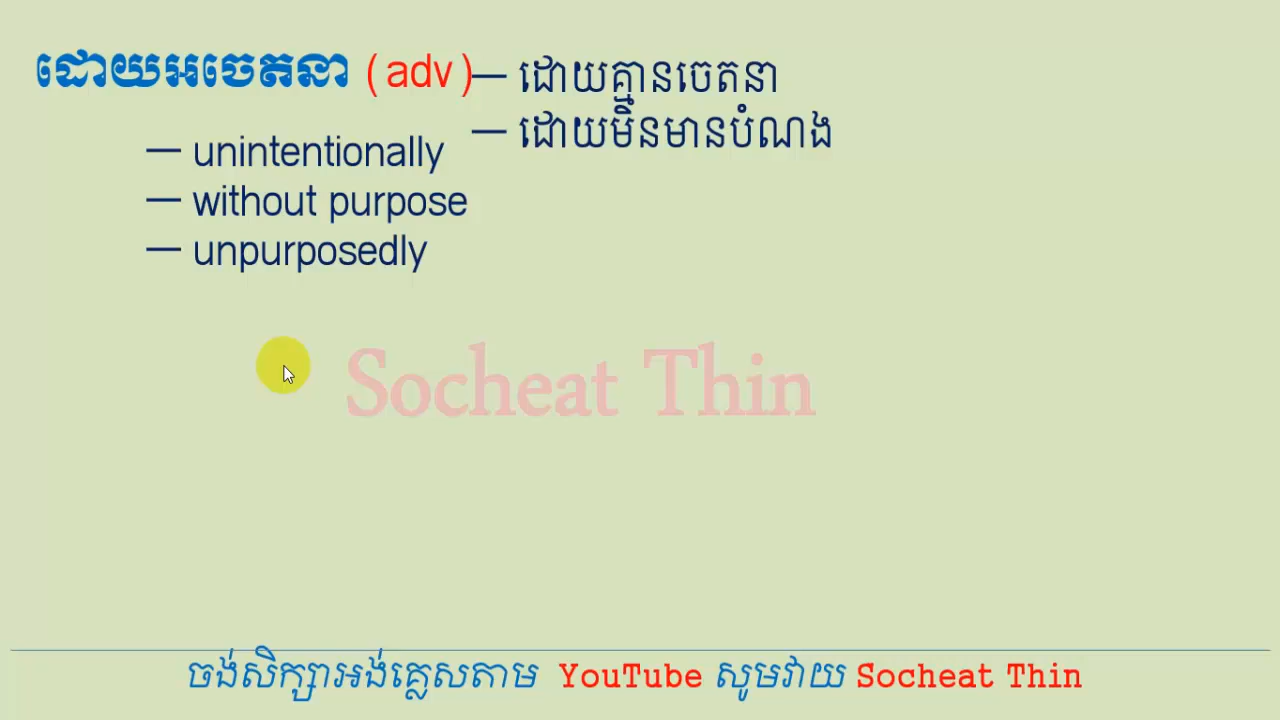 ដោយអចេតនា (adv) — ដោយគ្មានចេតនា
— ដោយមិនមានបំណង
— unintentionally
— without purpose
— unpurposedly
Socheat Thin
ចង់សិក្សាអង់គ្លេសតាម YouTube សូមវាយ Socheat Thin